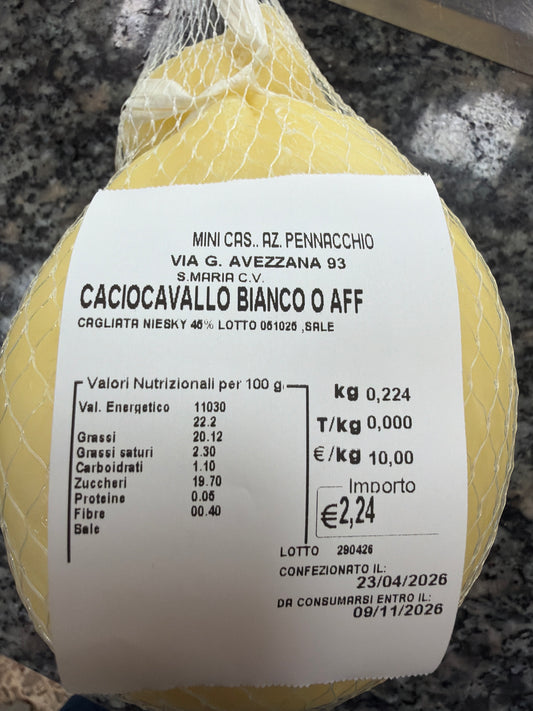 MINI CAS.. AZ. PENNACCHIO
VIA G. AVEZZANA 93
S.MARIA C.V.
CACIOCAVALLO BIANCO O AFF
CAGLIATA NIESKY 45% LOTTO 051025 ,SALE
Valori Nutrizionali per 100 g.
Val. Energetico 11030
22.2
Grassi 20.12
Grassi saturi 2.30
Carboidrati 1.10
Zuccheri 19.70
Proteine 0.05
Fibre 00.40
Sale
kg 0,224
T/kg 0,000
€/kg 10,00
Importo
€2,24
LOTTO 290426
CONFEZIONATO IL:
23/04/2026
DA CONSUMARSI ENTRO IL:
09/11/2026